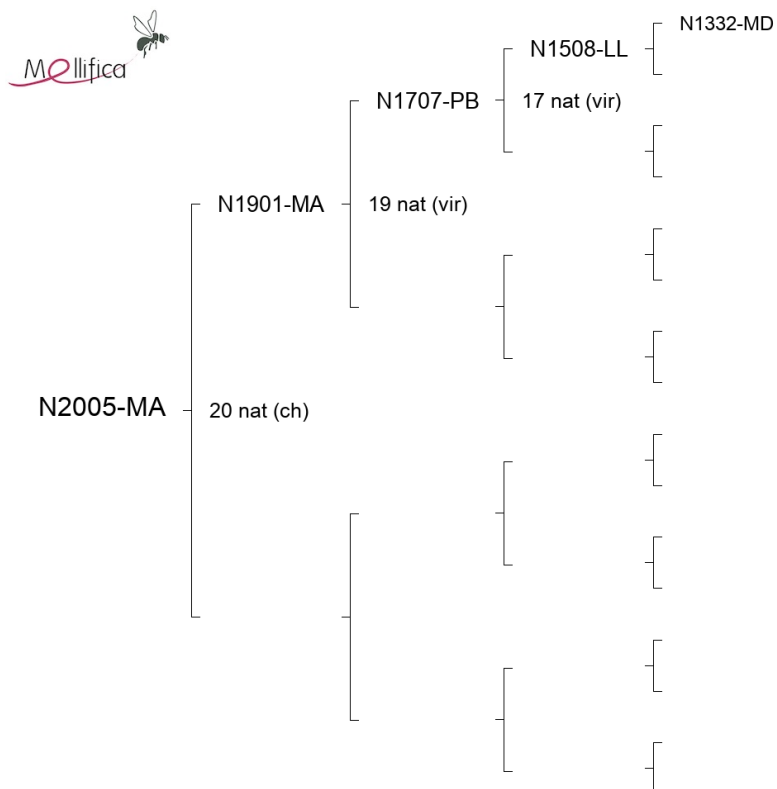 Mellifica
N1332-MD
N1508-LL
N1707-PB
17 nat (vir)
N1901-MA
19 nat (vir)
N2005-MA
20 nat (ch)